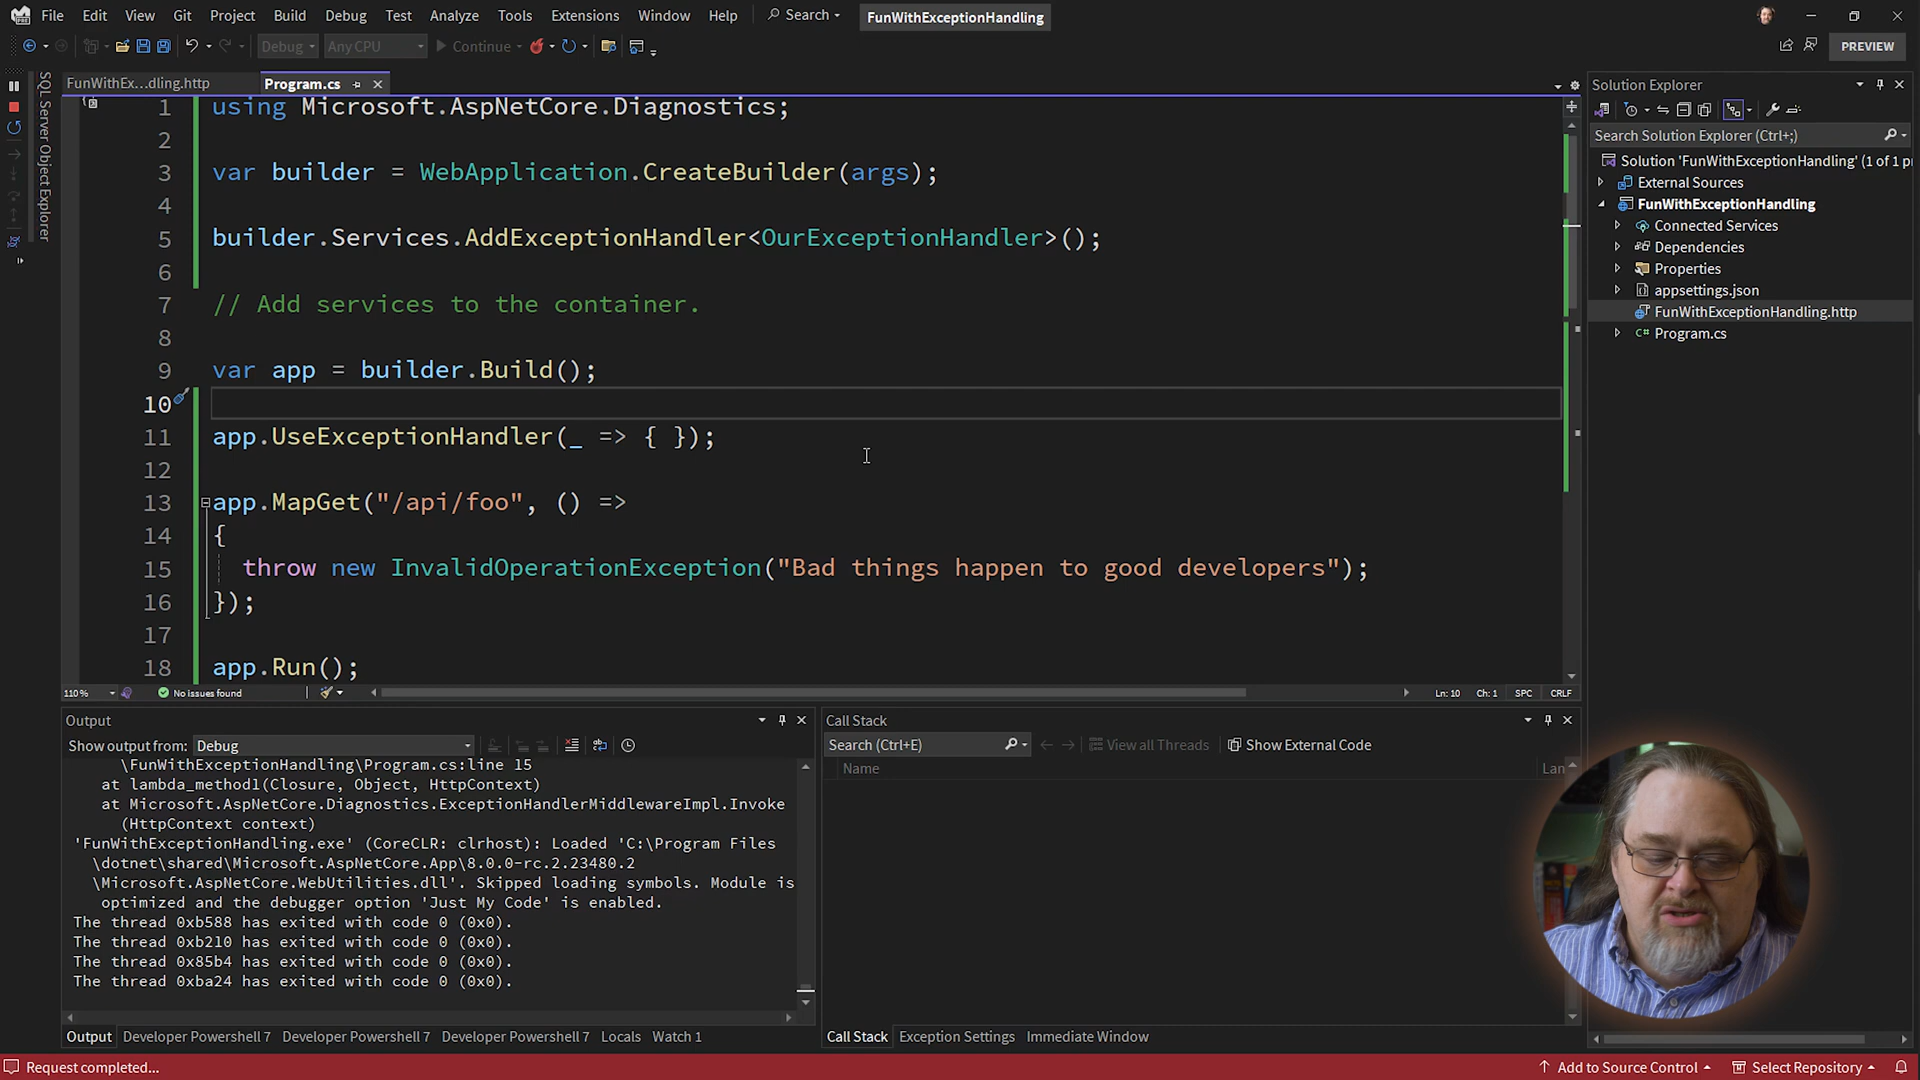 File Edit View Git Project Build Debug Test Analyze Tools Extensions Window Help Search FunWithExceptionHandling
Debug Any CPU Continue PREVIEW
SQL Server Object Explorer
FunWithEx...dling.http Program.cs
1 using Microsoft.AspNetCore.Diagnostics;
2
3 var builder = WebApplication.CreateBuilder(args);
4
5 builder.Services.AddExceptionHandler<OurExceptionHandler>();
6
7 // Add services to the container.
8
9 var app = builder.Build();
10
11 app.UseExceptionHandler(_ => { });
12
13 app.MapGet("/api/foo", () =>
14 {
15 throw new InvalidOperationException("Bad things happen to good developers");
16 });
17
18 app.Run();
110% No issues found Ln: 10 Ch: 1 SPC CRLF
Solution Explorer
Search Solution Explorer (Ctrl+;)
Solution 'FunWithExceptionHandling' (1 of 1 p
External Sources
FunWithExceptionHandling
Connected Services
Dependencies
Properties
appsettings.json
FunWithExceptionHandling.http
C# Program.cs
Output
Show output from: Debug
\FunWithExceptionHandling\Program.cs:line 15
at lambda_method1(Closure, Object, HttpContext)
at Microsoft.AspNetCore.Diagnostics.ExceptionHandlerMiddlewareImpl.Invoke
(HttpContext context)
'FunWithExceptionHandling.exe' (CoreCLR: clrhost): Loaded 'C:\Program Files
\dotnet\shared\Microsoft.AspNetCore.App\8.0.0-rc.2.23480.2
\Microsoft.AspNetCore.WebUtilities.dll'. Skipped loading symbols. Module is
optimized and the debugger option 'Just My Code' is enabled.
The thread 0xb588 has exited with code 0 (0x0).
The thread 0xb210 has exited with code 0 (0x0).
The thread 0x85b4 has exited with code 0 (0x0).
The thread 0xba24 has exited with code 0 (0x0).
Output Developer Powershell 7 Developer Powershell 7 Developer Powershell 7 Locals Watch 1
Call Stack
Search (Ctrl+E) View all Threads Show External Code
Name Lan
Call Stack Exception Settings Immediate Window
Request completed... Add to Source Control Select Repository